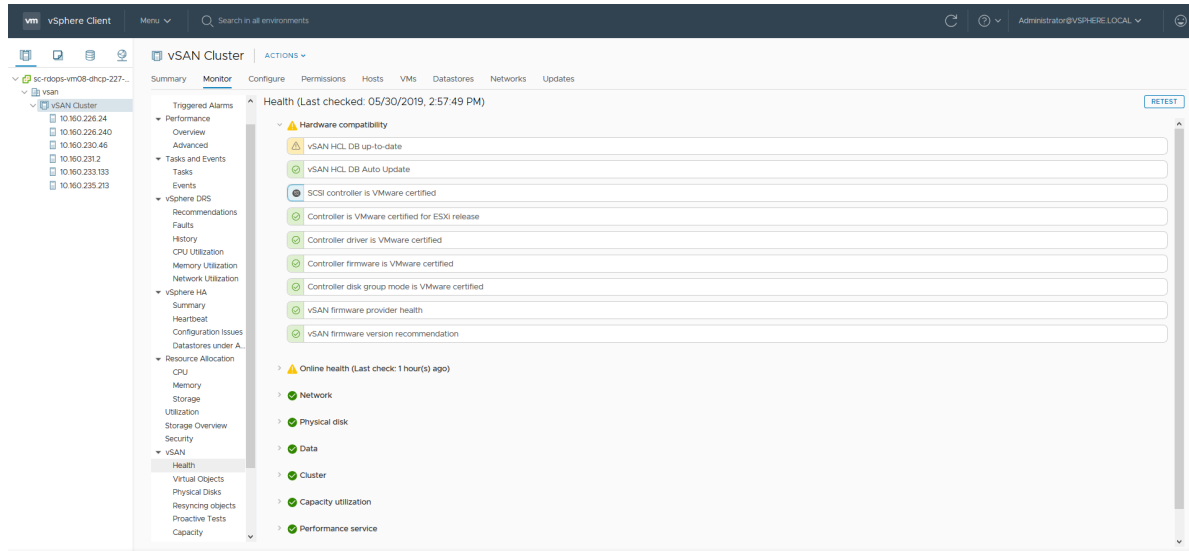 vm vSphere Client Menu Search in all environments Administrator@VSPHERE.LOCAL
vSAN Cluster ACTIONS
Summary Monitor Configure Permissions Hosts VMs Datastores Networks Updates
sc-rdops-vm08-dhcp-227-...
vsan
vSAN Cluster
10.160.226.24
10.160.226.240
10.160.230.46
10.160.231.2
10.160.233.133
10.160.235.213
Triggered Alarms
Performance
Overview
Advanced
Tasks and Events
Tasks
Events
vSphere DRS
Recommendations
Faults
History
CPU Utilization
Memory Utilization
Network Utilization
vSphere HA
Summary
Heartbeat
Configuration Issues
Datastores under A...
Resource Allocation
CPU
Memory
Storage
Utilization
Storage Overview
Security
vSAN
Health
Virtual Objects
Physical Disks
Resyncing objects
Proactive Tests
Capacity
Health (Last checked: 05/30/2019, 2:57:49 PM)
RETEST
Hardware compatibility
vSAN HCL DB up-to-date
vSAN HCL DB Auto Update
SCSI controller is VMware certified
Controller is VMware certified for ESXi release
Controller driver is VMware certified
Controller firmware is VMware certified
Controller disk group mode is VMware certified
vSAN firmware provider health
vSAN firmware version recommendation
Online health (Last check: 1 hour(s) ago)
Network
Physical disk
Data
Cluster
Capacity utilization
Performance service